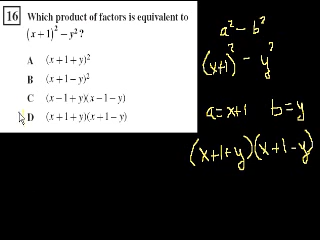 16 Which product of factors is equivalent to
(x + 1)² − y² ?
A (x + 1 + y)²
B (x + 1 − y)²
C (x − 1 + y)(x − 1 − y)
D (x + 1 + y)(x + 1 − y)
a² − b²
(x+1)² − y²
a = x+1 b = y
(x+1+y)(x+1−y)